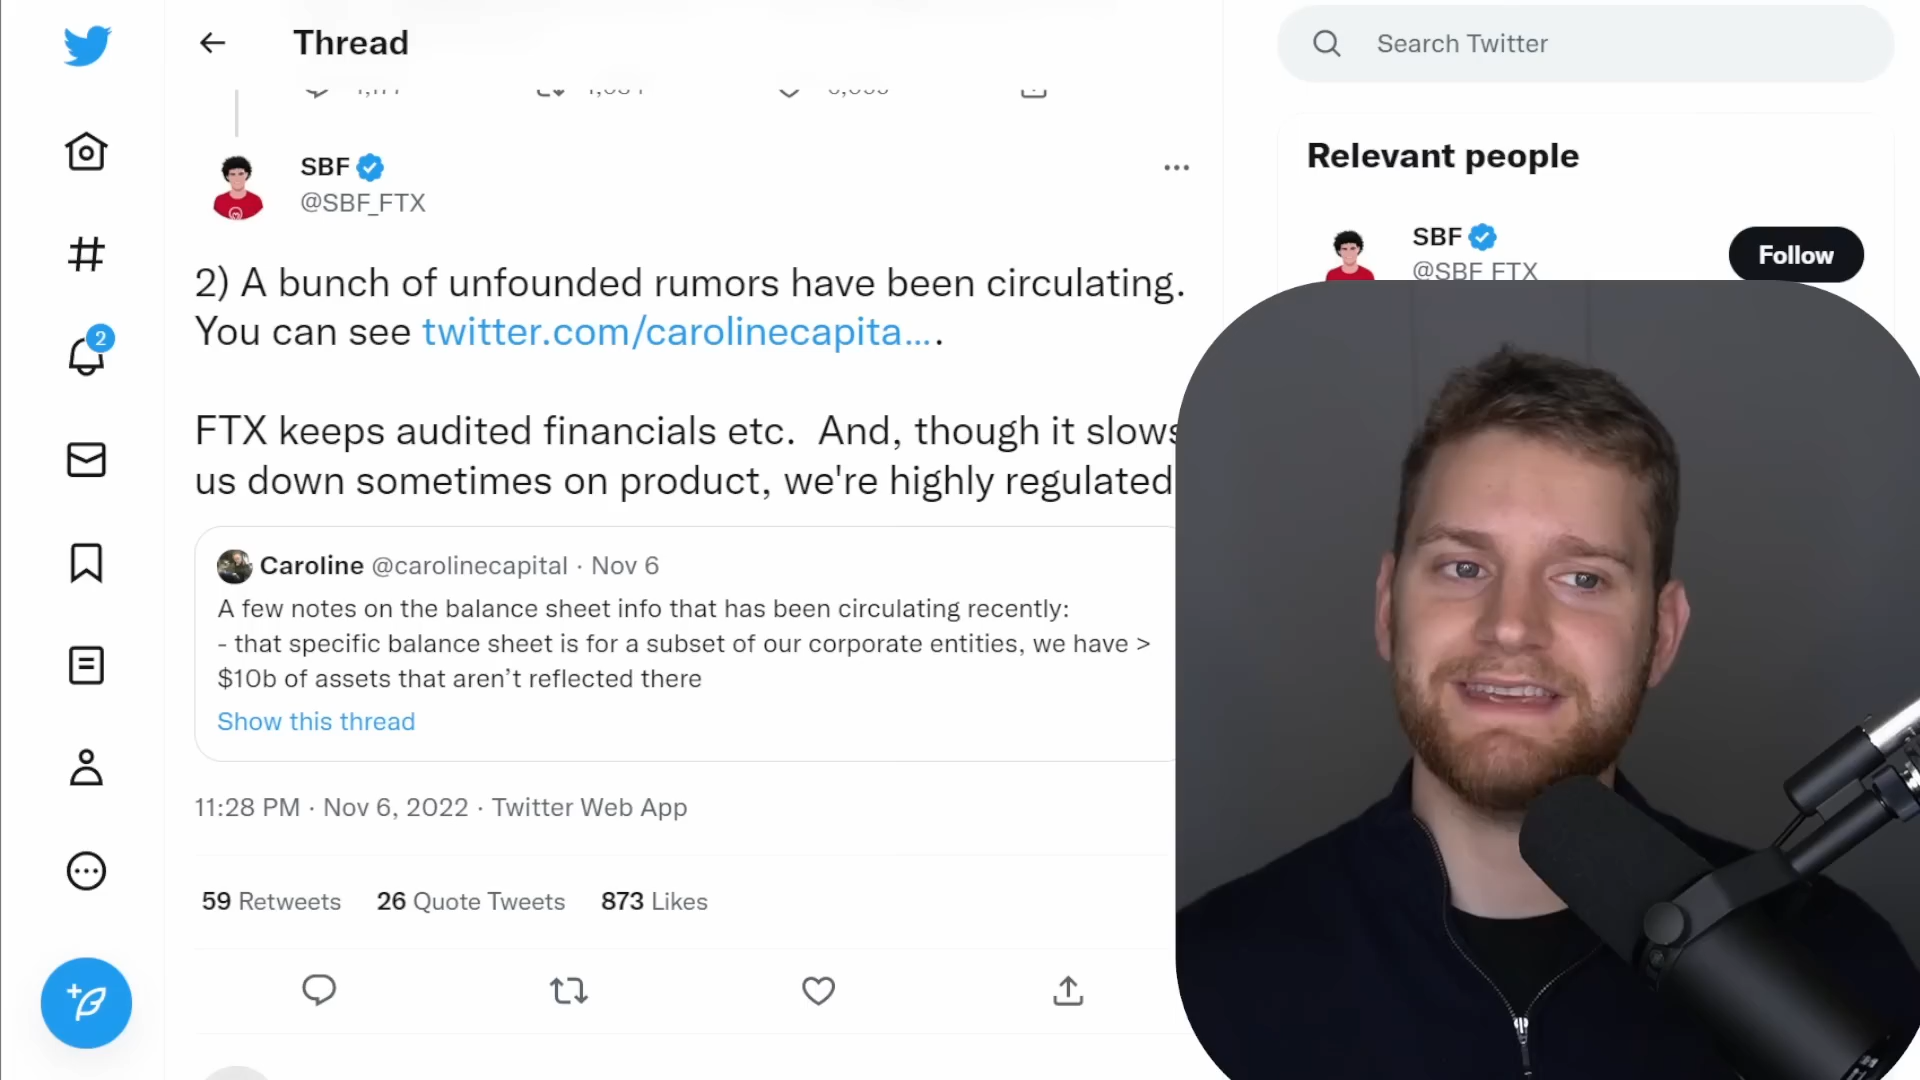 Thread
Search Twitter
SBF
@SBF_FTX
2) A bunch of unfounded rumors have been circulating.
You can see twitter.com/carolinecapita….
FTX keeps audited financials etc. And, though it slows
us down sometimes on product, we're highly regulated
Caroline @carolinecapital · Nov 6
A few notes on the balance sheet info that has been circulating recently:
- that specific balance sheet is for a subset of our corporate entities, we have >
$10b of assets that aren’t reflected there
Show this thread
11:28 PM · Nov 6, 2022 · Twitter Web App
59 Retweets 26 Quote Tweets 873 Likes
2
Relevant people
SBF
@SBF_FTX
Follow